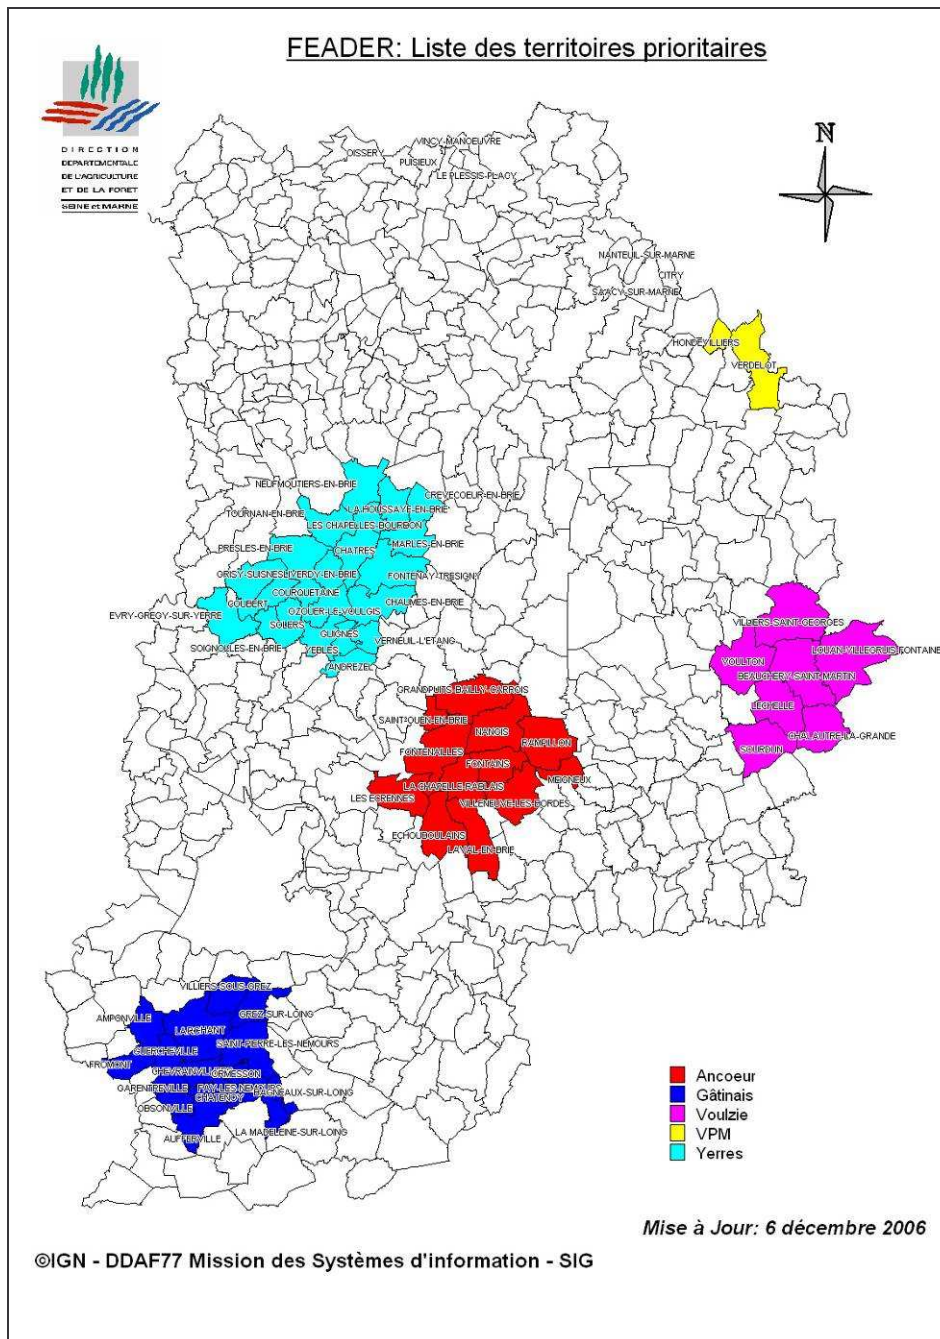 FEADER: Liste des territoires prioritaires
DIRECTION
DEPARTEMENTALE
DE L'AGRICULTURE
ET DE LA FORET
SEINE et MARNE
N
VINCY-MANOEUVRE
OISSERY
PUISIEUX
LE PLESSIS-PLACY
NANTEUIL-SUR-MARNE
CITRY
SAACY-SUR-MARNE
HONDEVILLIERS
VERDELOT
NEUFMOUTIERS-EN-BRIE
CREVECOEUR-EN-BRIE
LA HOUSSAYE-EN-BRIE
TOURNAN-EN-BRIE
LES CHAPELLES-BOURBON
MARLES-EN-BRIE
PRESLES-EN-BRIE
CHATRES
GRISY-SUISNES
LIVERDY-EN-BRIE
FONTENAY-TRESIGNY
COURQUETAINE
COUBERT
CHAUMES-EN-BRIE
EVRY-GREGY-SUR-YERRE
OZOUER-LE-VOULGIS
SOLERS
GUIGNES
VERNEUIL-L'ETANG
SOIGNOLLES-EN-BRIE
YEBLES
ANDREZEL
VILLIERS-SAINT-GEORGES
LOUAN-VILLEGRUIS-FONTAINE
VOULTON
BEAUCHERY-SAINT-MARTIN
LECHELLE
CHALAUTRE-LA-GRANDE
SOURDUN
GRANDPUITS-BAILLY-CARROIS
SAINT-OUEN-EN-BRIE
NANGIS
RAMPILLON
FONTENAILLES
FONTAINS
MEIGNEUX
LA CHAPELLE-RABLAIS
LES ECRENNES
VILLENEUVE-LES-BORDES
ECHOUBOULAINS
LAVAL-EN-BRIE
VILLIERS-SOUS-GREZ
AMPONVILLE
GREZ-SUR-LOING
LARCHANT
SAINT-PIERRE-LES-NEMOURS
GUERCHEVILLE
FROMONT
CHEVRAINVILLIERS
ORMESSON
GARENTREVILLE
FAY-LES-NEMOURS
BAGNEAUX-SUR-LOING
CHATENOY
OBSONVILLE
AUFFERVILLE
LA MADELEINE-SUR-LOING
Ancoeur
Gâtinais
Voulzie
VPM
Yerres
Mise à Jour: 6 décembre 2006
©IGN - DDAF77 Mission des Systèmes d'information - SIG